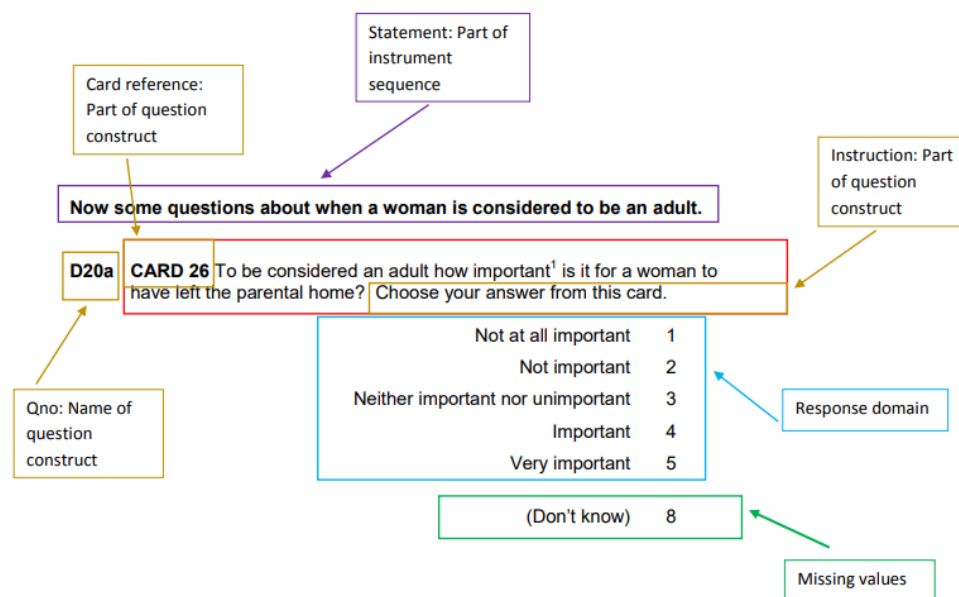 Statement: Part of
instrument
sequence
Card reference:
Part of question
construct
Instruction: Part
of question
construct
Now some questions about when a woman is considered to be an adult.
D20a CARD 26 To be considered an adult how important¹ is it for a woman to
have left the parental home? Choose your answer from this card.
Not at all important 1
Not important 2
Neither important nor unimportant 3
Important 4
Very important 5
Qno: Name of
question
construct
Response domain
(Don't know) 8
Missing values